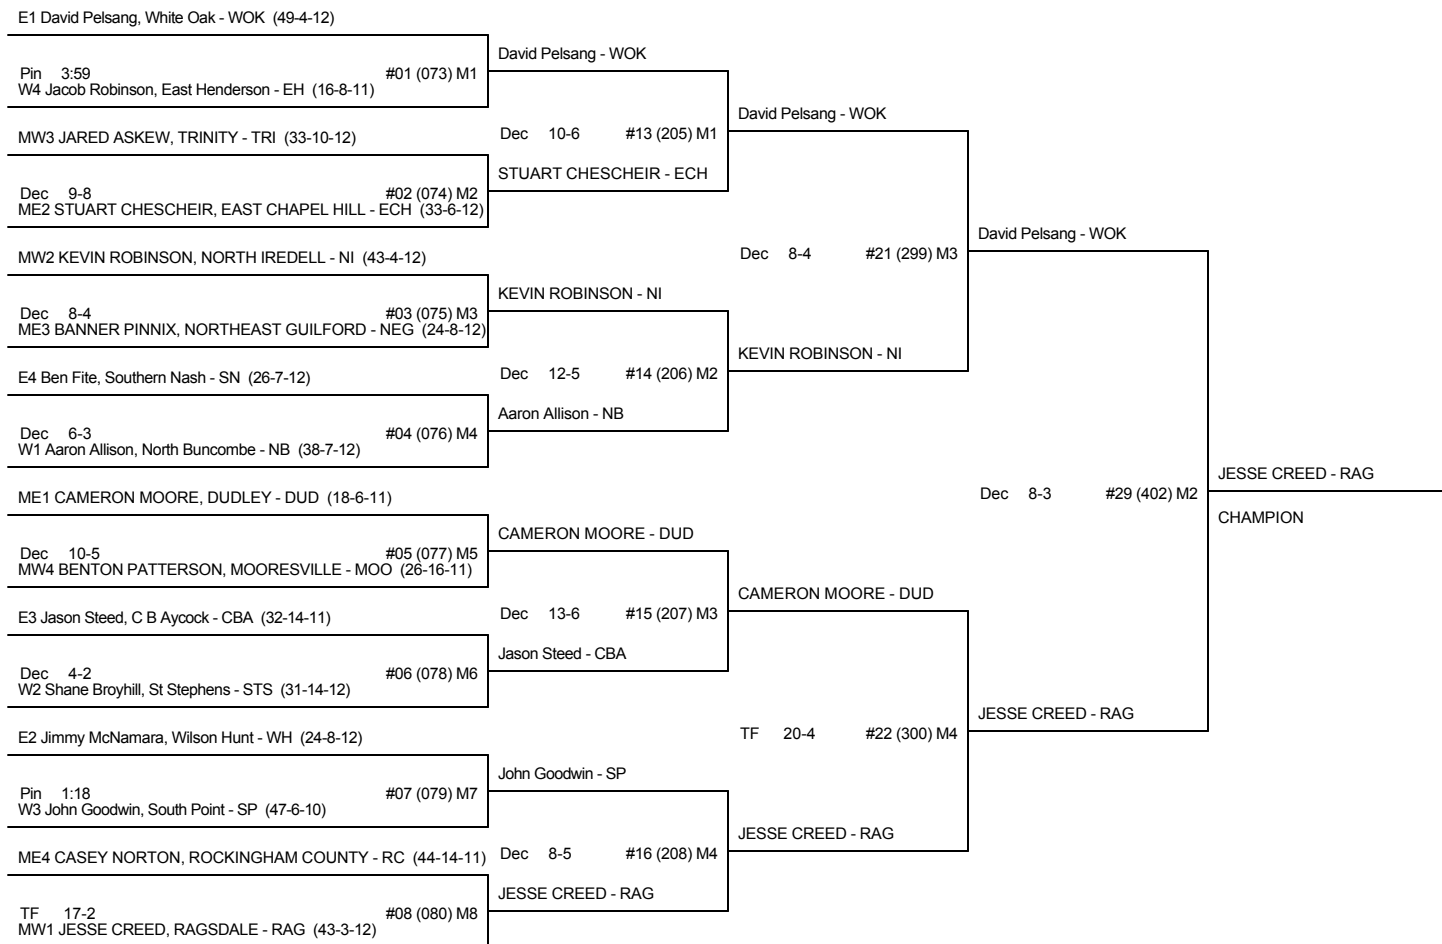 E1 David Pelsang, White Oak - WOK (49-4-12)
David Pelsang - WOK
Pin 3:59 #01 (073) M1
W4 Jacob Robinson, East Henderson - EH (16-8-11)
David Pelsang - WOK
MW3 JARED ASKEW, TRINITY - TRI (33-10-12)
Dec 10-6 #13 (205) M1
STUART CHESCHEIR - ECH
Dec 9-8 #02 (074) M2
ME2 STUART CHESCHEIR, EAST CHAPEL HILL - ECH (33-6-12)
David Pelsang - WOK
MW2 KEVIN ROBINSON, NORTH IREDELL - NI (43-4-12)
Dec 8-4 #21 (299) M3
KEVIN ROBINSON - NI
Dec 8-4 #03 (075) M3
ME3 BANNER PINNIX, NORTHEAST GUILFORD - NEG (24-8-12)
KEVIN ROBINSON - NI
E4 Ben Fite, Southern Nash - SN (26-7-12)
Dec 12-5 #14 (206) M2
Aaron Allison - NB
Dec 6-3 #04 (076) M4
W1 Aaron Allison, North Buncombe - NB (38-7-12)
JESSE CREED - RAG
ME1 CAMERON MOORE, DUDLEY - DUD (18-6-11)
Dec 8-3 #29 (402) M2
CHAMPION
CAMERON MOORE - DUD
Dec 10-5 #05 (077) M5
MW4 BENTON PATTERSON, MOORESVILLE - MOO (26-16-11)
CAMERON MOORE - DUD
E3 Jason Steed, C B Aycock - CBA (32-14-11)
Dec 13-6 #15 (207) M3
Jason Steed - CBA
Dec 4-2 #06 (078) M6
W2 Shane Broyhill, St Stephens - STS (31-14-12)
JESSE CREED - RAG
E2 Jimmy McNamara, Wilson Hunt - WH (24-8-12)
TF 20-4 #22 (300) M4
John Goodwin - SP
Pin 1:18 #07 (079) M7
W3 John Goodwin, South Point - SP (47-6-10)
JESSE CREED - RAG
ME4 CASEY NORTON, ROCKINGHAM COUNTY - RC (44-14-11)
Dec 8-5 #16 (208) M4
JESSE CREED - RAG
TF 17-2 #08 (080) M8
MW1 JESSE CREED, RAGSDALE - RAG (43-3-12)